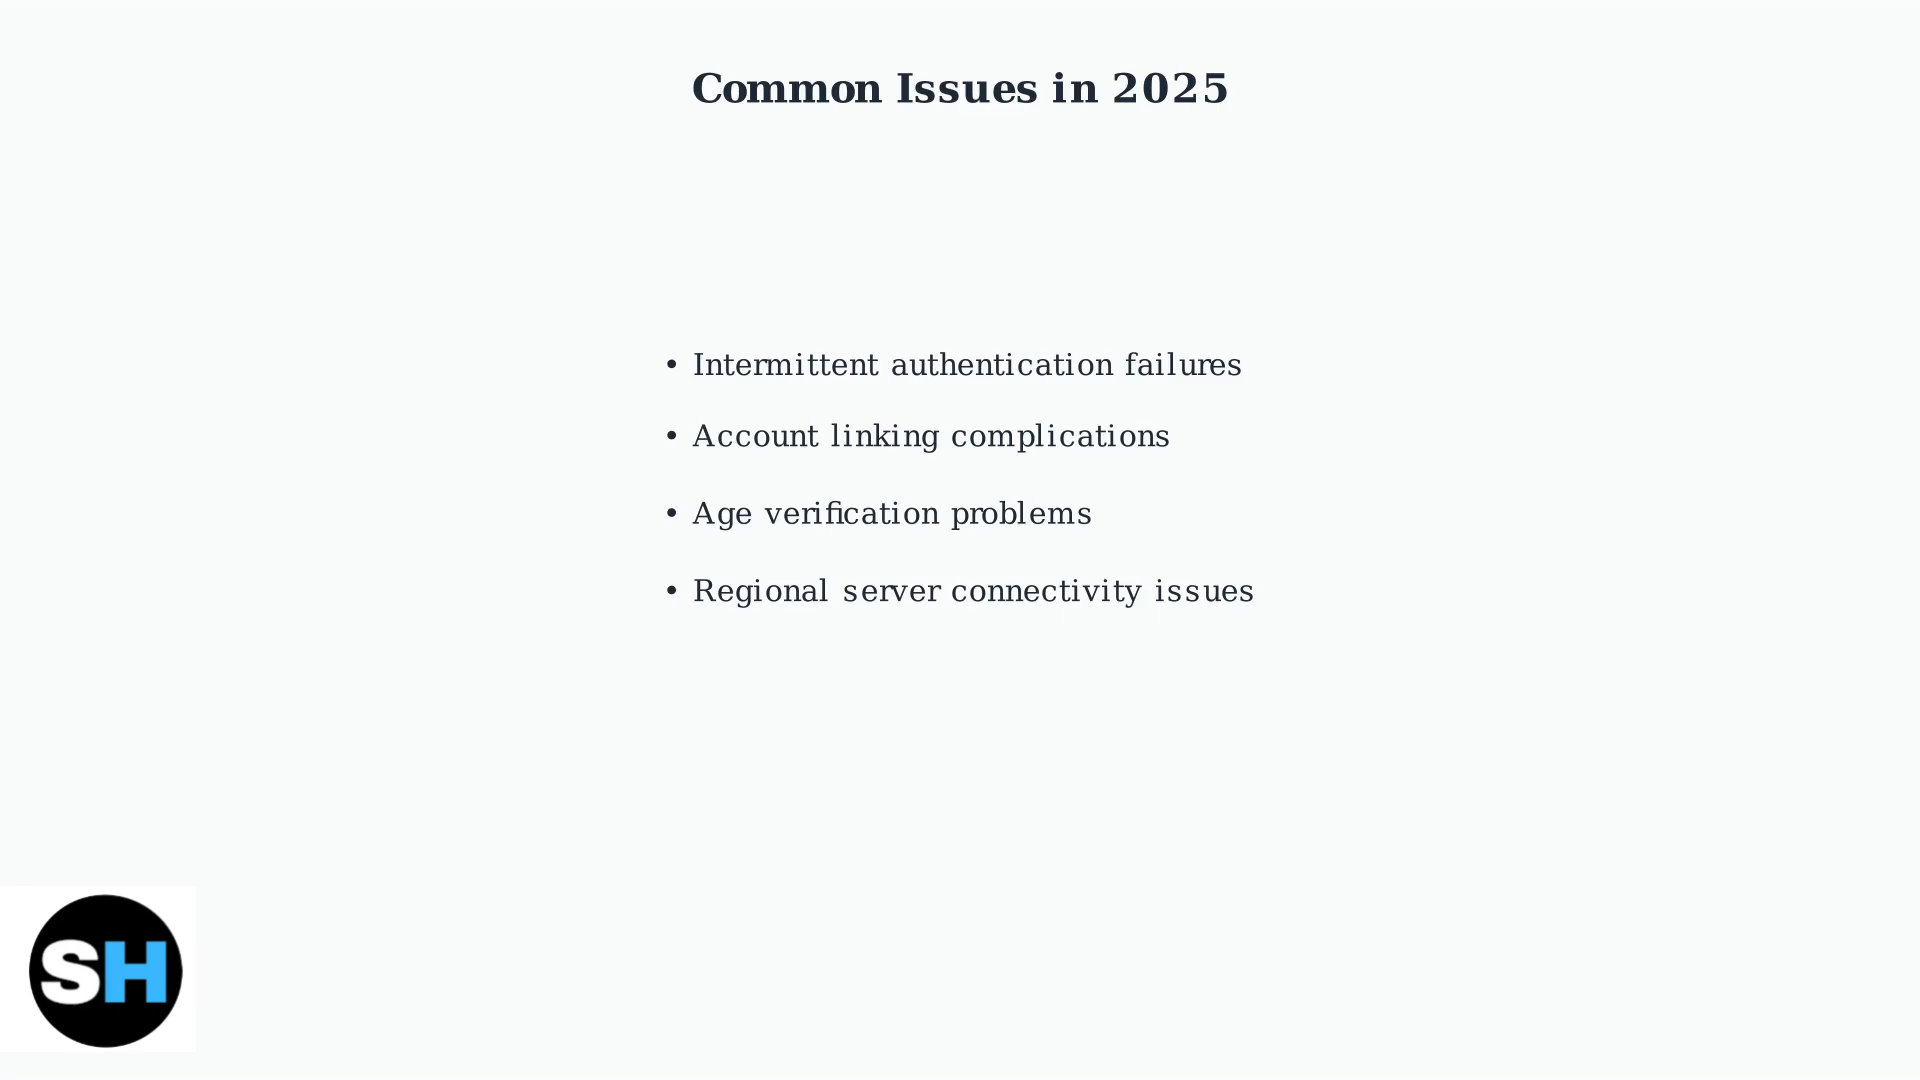 Common Issues in 2025
• Intermittent authentication failures
• Account linking complications
• Age verification problems
• Regional server connectivity issues
SH